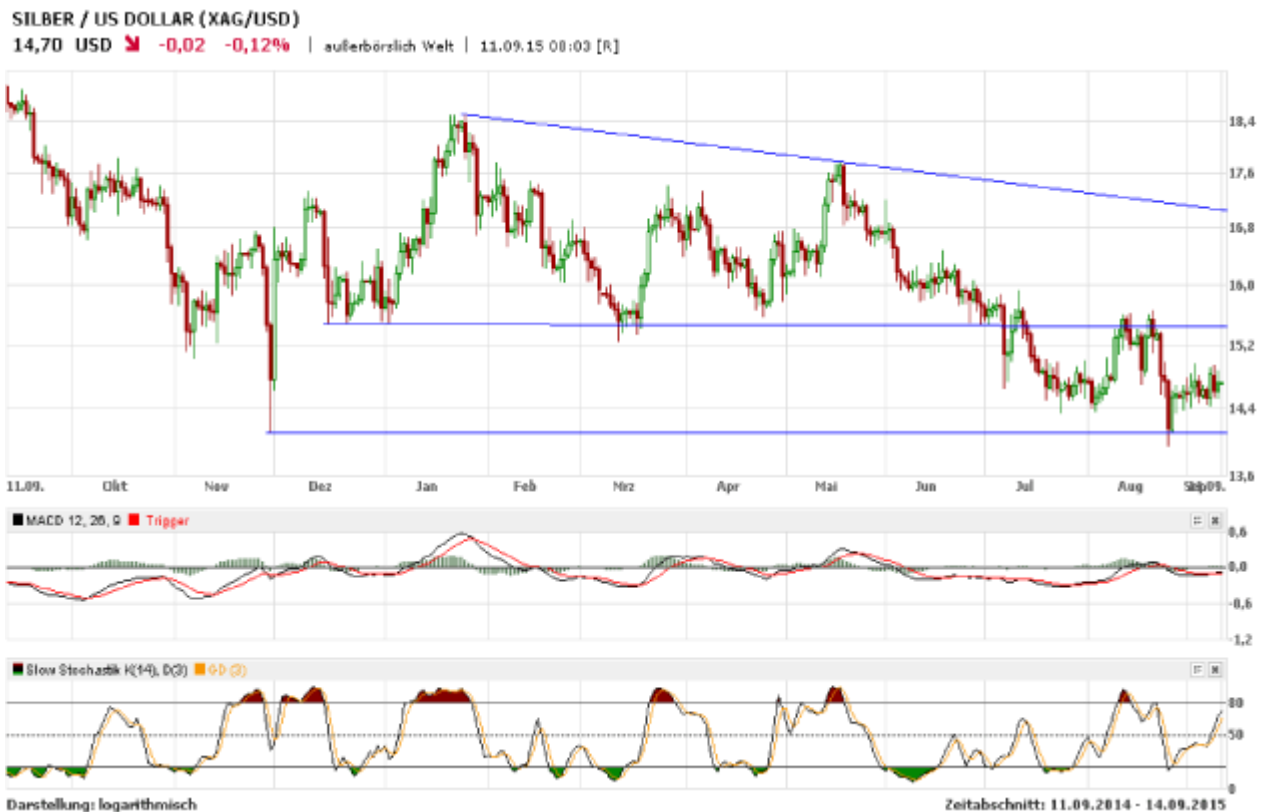 SILBER / US DOLLAR (XAG/USD)
14,70 USD -0,02 -0,12% | außerbörslich Welt | 11.09.15 08:03 [R]
18,4
17,6
16,8
16,0
15,2
14,4
13,6
11.09. Okt Nov Dez Jan Feb Mrz Apr Mai Jun Jul Aug
MACD 12, 26, 9 Trigger
0,6
0,0
-0,6
-1,2
Slow Stochastik K(14), D(3) GD (3)
80
50
0
Darstellung: logarithmisch Zeitabschnitt: 11.09.2014 - 14.09.2015